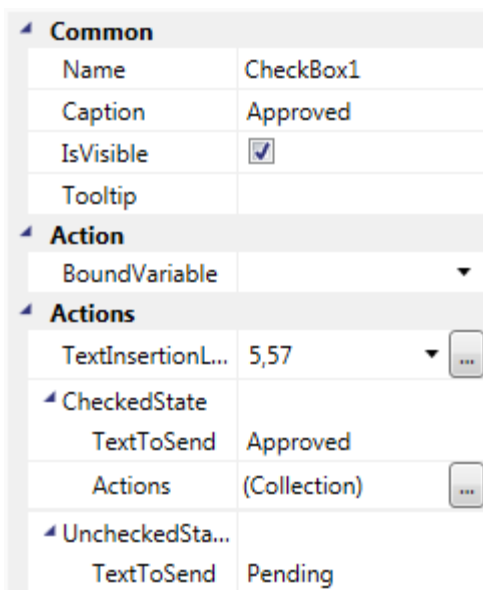 Common
Name CheckBox1
Caption Approved
IsVisible
Tooltip
Action
BoundVariable
Actions
TextInsertionL... 5,57 ...
CheckedState
TextToSend Approved
Actions (Collection) ...
UncheckedSta...
TextToSend Pending